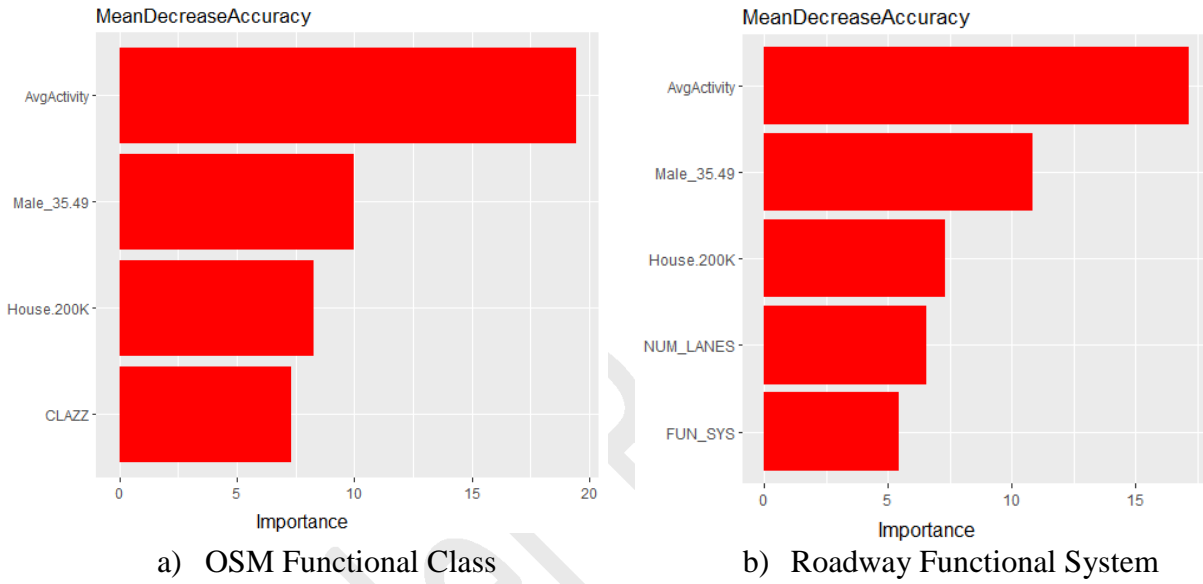 MeanDecreaseAccuracy
AvgActivity
Male_35.49
House.200K
CLAZZ
0 5 10 15 20
Importance
a) OSM Functional Class
MeanDecreaseAccuracy
AvgActivity
Male_35.49
House.200K
NUM_LANES
FUN_SYS
0 5 10 15
Importance
b) Roadway Functional System